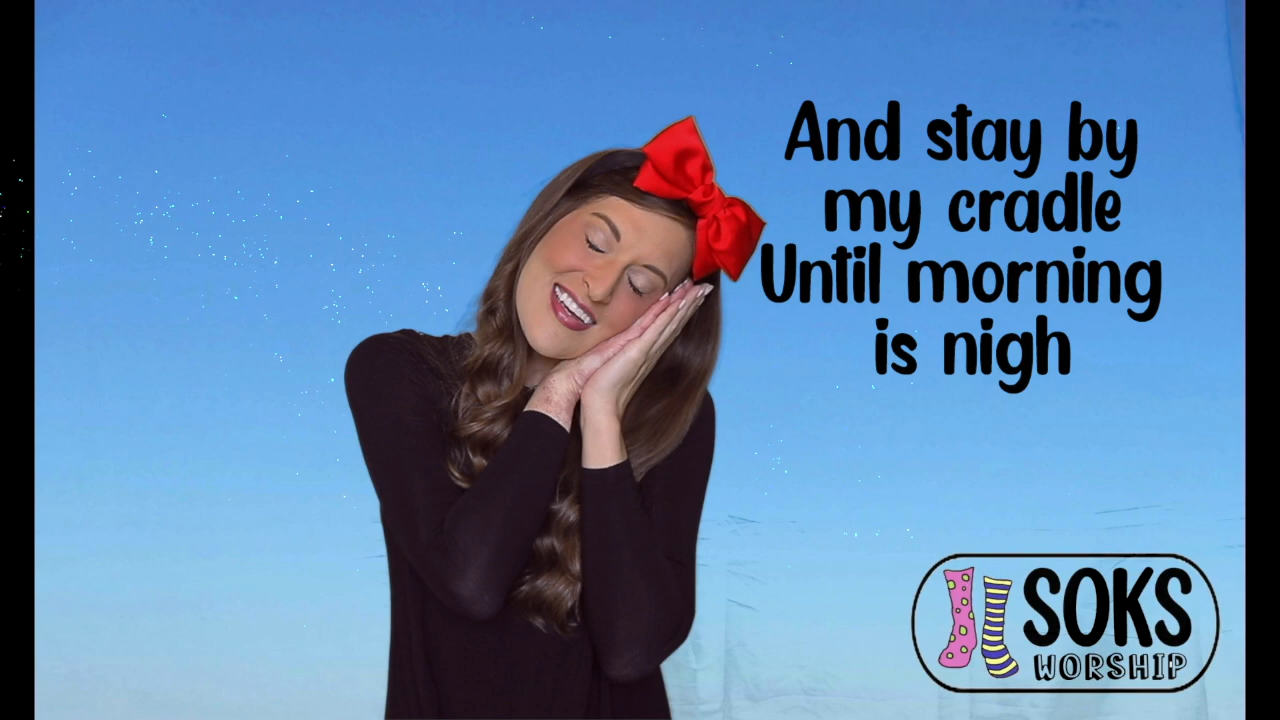 And stay by
my cradle
Until morning
is nigh
SOKS
WORSHIP